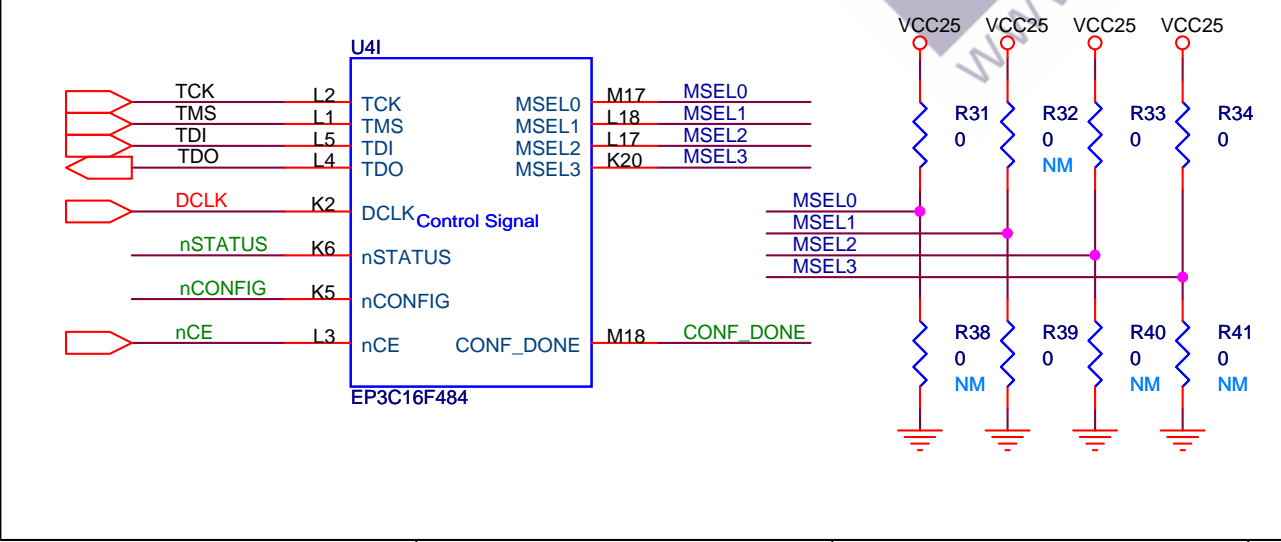 VCC25 VCC25 VCC25 VCC25
U4I
TCK L2 TCK MSEL0 M17 MSEL0
TMS L1 TMS MSEL1 L18 MSEL1
TDI L5 TDI MSEL2 L17 MSEL2
TDO L4 TDO MSEL3 K20 MSEL3
R31 R32 R33 R34
0 0 0 0
NM
DCLK K2 DCLK Control Signal
MSEL0
MSEL1
MSEL2
MSEL3
nSTATUS K6 nSTATUS
nCONFIG K5 nCONFIG
nCE L3 nCE CONF_DONE M18 CONF_DONE
R38 R39 R40 R41
0 0 0 0
NM NM NM
EP3C16F484